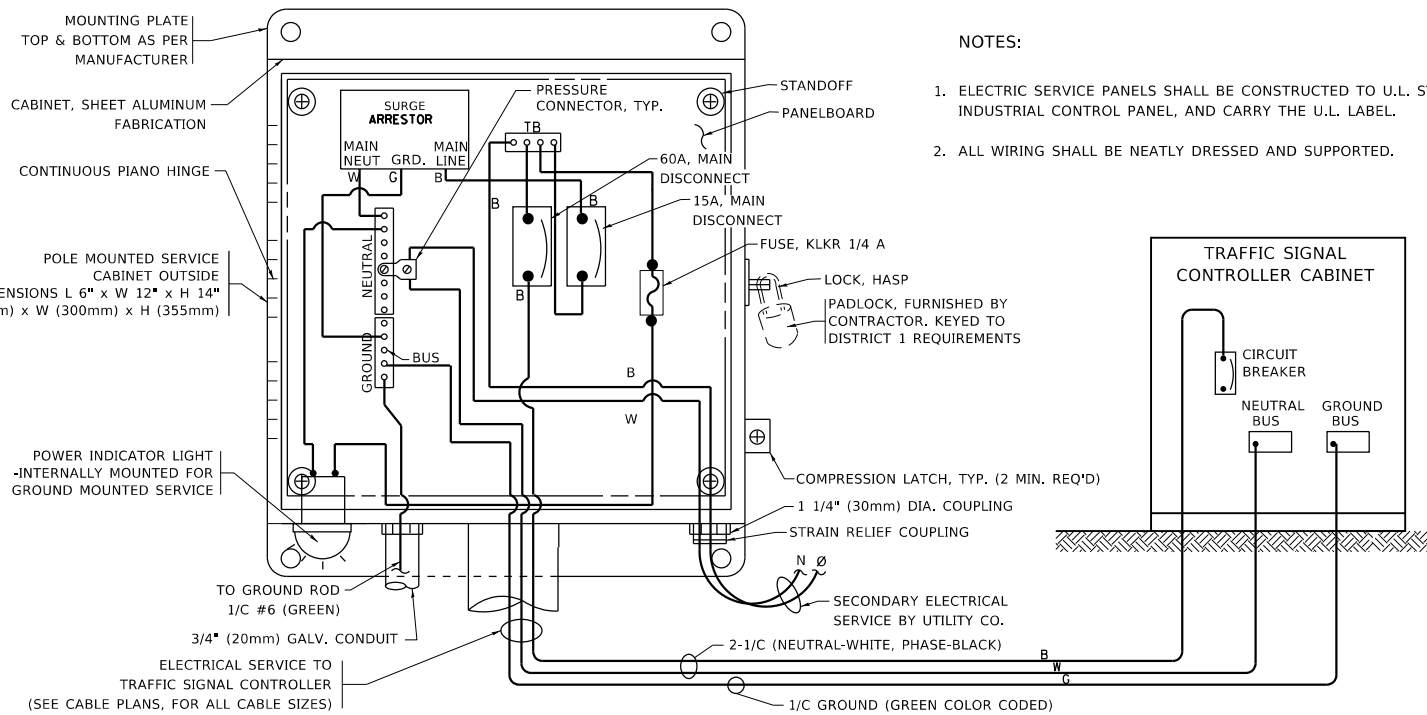 MOUNTING PLATE
TOP & BOTTOM AS PER
MANUFACTURER
CABINET, SHEET ALUMINUM
FABRICATION
CONTINUOUS PIANO HINGE
POLE MOUNTED SERVICE
CABINET OUTSIDE
ENSIONS L 6" x W 12" x H 14"
m) x W (300mm) x H (355mm)
POWER INDICATOR LIGHT
-INTERNALLY MOUNTED FOR
GROUND MOUNTED SERVICE
SURGE
ARRESTOR
MAIN
NEUT
GRD.
MAIN
LINE
W
G
B
PRESSURE
CONNECTOR, TYP.
TB
B
B
B
NEUTRAL
GROUND
BUS
B
W
STANDOFF
PANELBOARD
60A, MAIN
DISCONNECT
15A, MAIN
DISCONNECT
FUSE, KLKR 1/4 A
LOCK, HASP
PADLOCK, FURNISHED BY
CONTRACTOR. KEYED TO
DISTRICT 1 REQUIREMENTS
COMPRESSION LATCH, TYP. (2 MIN. REQ'D)
1 1/4" (30mm) DIA. COUPLING
STRAIN RELIEF COUPLING
N Ø
SECONDARY ELECTRICAL
SERVICE BY UTILITY CO.
TO GROUND ROD
1/C #6 (GREEN)
3/4" (20mm) GALV. CONDUIT
ELECTRICAL SERVICE TO
TRAFFIC SIGNAL CONTROLLER
(SEE CABLE PLANS, FOR ALL CABLE SIZES)
2-1/C (NEUTRAL-WHITE, PHASE-BLACK)
B
W
G
1/C GROUND (GREEN COLOR CODED)
NOTES:
1. ELECTRIC SERVICE PANELS SHALL BE CONSTRUCTED TO U.L. S
INDUSTRIAL CONTROL PANEL, AND CARRY THE U.L. LABEL.
2. ALL WIRING SHALL BE NEATLY DRESSED AND SUPPORTED.
TRAFFIC SIGNAL
CONTROLLER CABINET
CIRCUIT
BREAKER
NEUTRAL
BUS
GROUND
BUS